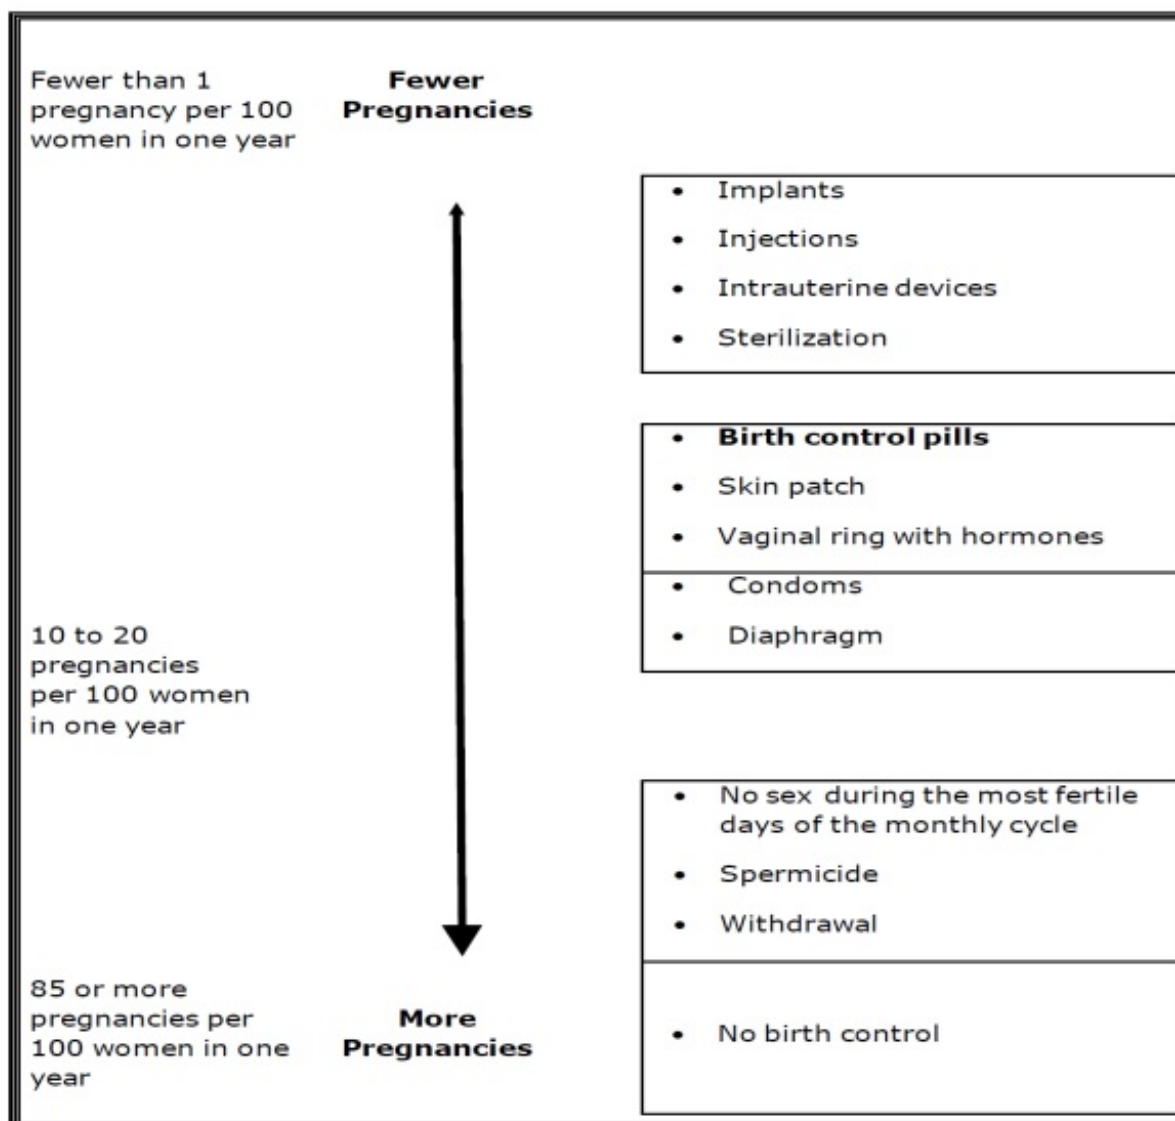 Fewer than 1
pregnancy per 100
women in one year
Fewer
Pregnancies
• Implants
• Injections
• Intrauterine devices
• Sterilization
• Birth control pills
• Skin patch
• Vaginal ring with hormones
• Condoms
• Diaphragm
10 to 20
pregnancies
per 100 women
in one year
• No sex during the most fertile
days of the monthly cycle
• Spermicide
• Withdrawal
85 or more
pregnancies per
100 women in one
year
More
Pregnancies
• No birth control